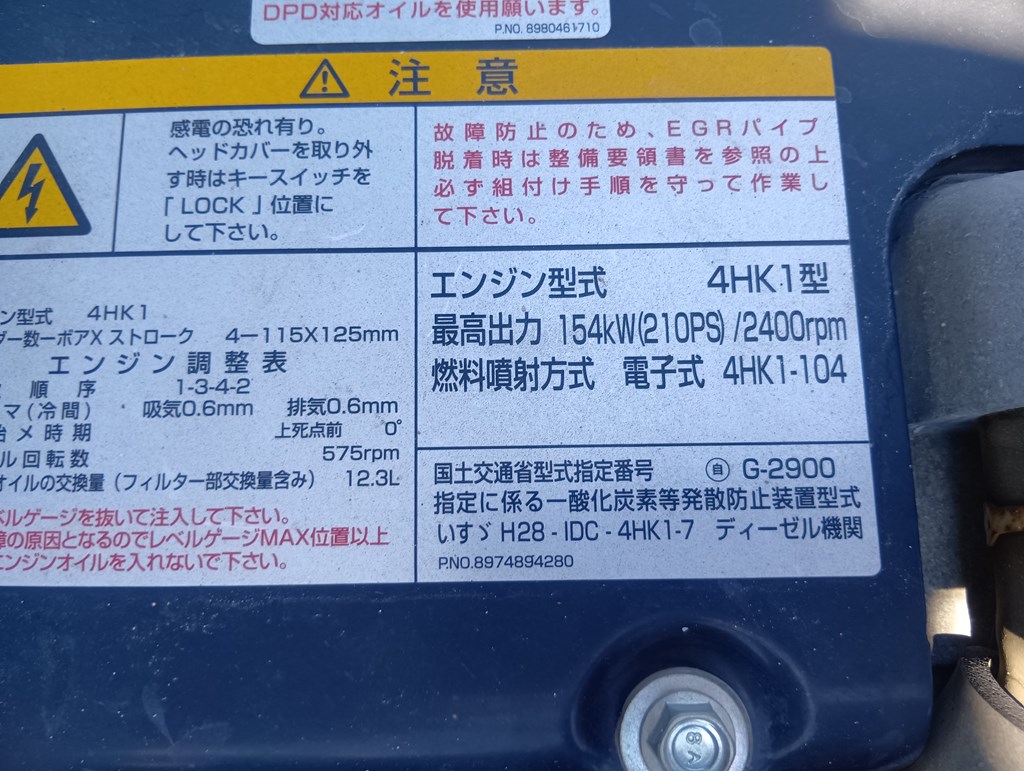 DPD対応オイルを使用願います。
P.NO. 8980461710
注意
感電の恐れ有り。
ヘッドカバーを取り外
す時はキースイッチを
「LOCK」位置に
して下さい。
故障防止のため、EGRパイプ
脱着時は整備要領書を参照の上
必ず組付け手順を守って作業し
て下さい。
ン型式 4HK1
ダー数ーボアX ストローク 4ー115X125mm
エンジン調整表
順序 1-3-4-2
マ(冷間) 吸気0.6mm 排気0.6mm
始メ時期 上死点前 0°
ル回転数 575rpm
オイルの交換量(フィルター部交換量含み) 12.3L
ベルゲージを抜いて注入して下さい。
障の原因となるのでレベルゲージMAX位置以上
エンジンオイルを入れないで下さい。
エンジン型式 4HK1型
最高出力 154kW(210PS)/2400rpm
燃料噴射方式 電子式 4HK1-104
国土交通省型式指定番号 自 G-2900
指定に係る一酸化炭素等発散防止装置型式
いすゞ H28-IDC-4HK1-7 ディーゼル機関
P.NO.8974894280
8A